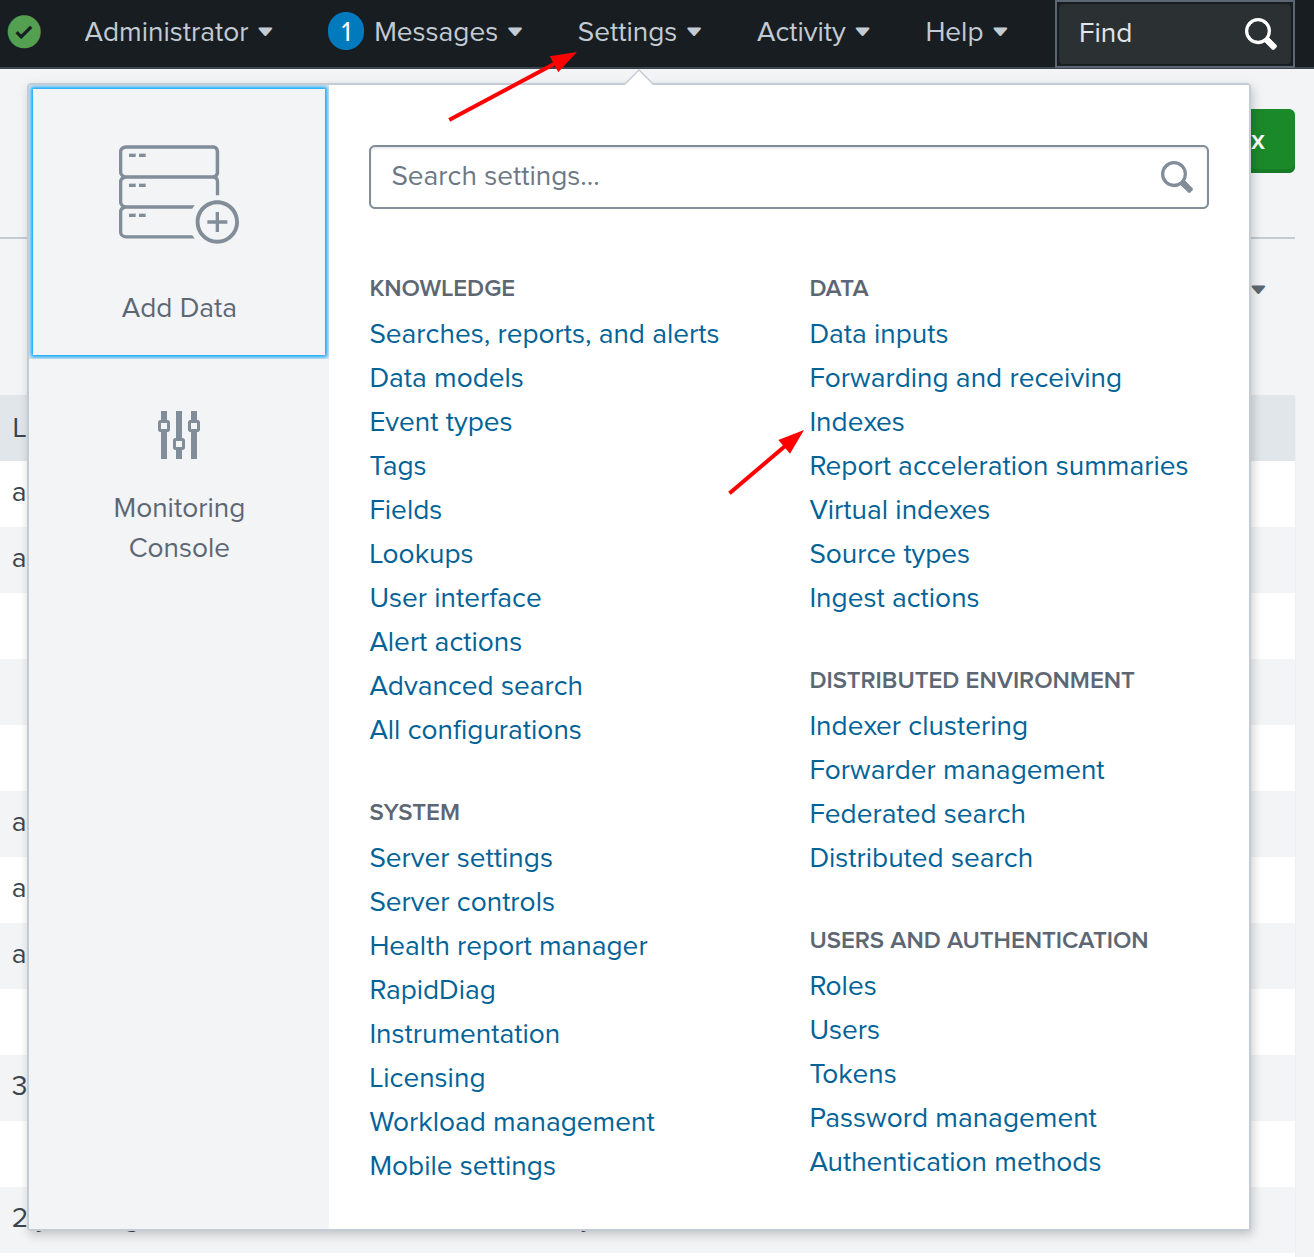 Administrator 1 Messages Settings Activity Help Find
x
Add Data
Monitoring
Console
Search settings...
KNOWLEDGE
Searches, reports, and alerts
Data models
Event types
Tags
Fields
Lookups
User interface
Alert actions
Advanced search
All configurations
SYSTEM
Server settings
Server controls
Health report manager
RapidDiag
Instrumentation
Licensing
Workload management
Mobile settings
DATA
Data inputs
Forwarding and receiving
Indexes
Report acceleration summaries
Virtual indexes
Source types
Ingest actions
DISTRIBUTED ENVIRONMENT
Indexer clustering
Forwarder management
Federated search
Distributed search
USERS AND AUTHENTICATION
Roles
Users
Tokens
Password management
Authentication methods
L
a
a
a
a
a
3
2